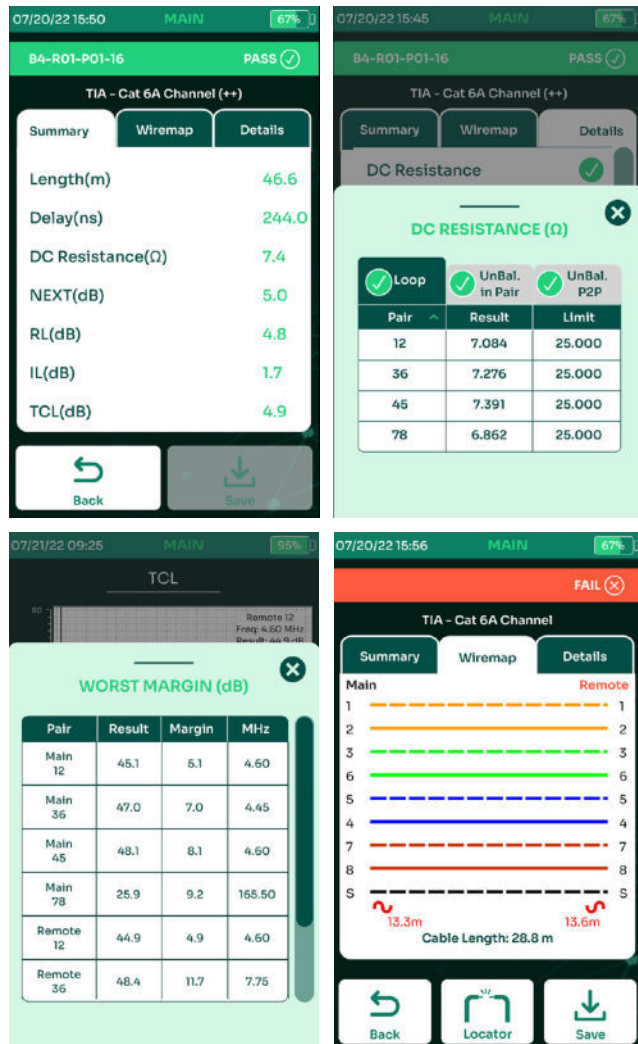 07/20/22 15:50 MAIN 67%
B4-R01-P01-16 PASS
TIA - Cat 6A Channel (++)
Summary Wiremap Details
Length(m) 46.6
Delay(ns) 244.0
DC Resistance(Ω) 7.4
NEXT(dB) 5.0
RL(dB) 4.8
IL(dB) 1.7
TCL(dB) 4.9
Back Save
07/20/22 15:45 MAIN 67%
B4-R01-P01-16 PASS
TIA - Cat 6A Channel (++)
Summary Wiremap Details
DC Resistance
DC RESISTANCE (Ω)
Loop UnBal. in Pair UnBal. P2P
Pair Result Limit
12 7.084 25.000
36 7.276 25.000
45 7.391 25.000
78 6.862 25.000
07/21/22 09:25 MAIN 95%
TCL
80
Remote 12
Freq: 4.60 MHz
Result: 44.9 dB
WORST MARGIN (dB)
Pair Result Margin MHz
Main 12 45.1 5.1 4.60
Main 36 47.0 7.0 4.45
Main 45 48.1 8.1 4.60
Main 78 25.9 9.2 165.50
Remote 12 44.9 4.9 4.60
Remote 36 48.4 11.7 7.75
07/20/22 15:56 MAIN 67%
FAIL
TIA - Cat 6A Channel
Summary Wiremap Details
Main Remote
1 1
2 2
3 3
6 6
5 5
4 4
7 7
8 8
S S
13.3m 13.6m
Cable Length: 28.8 m
Back Locator Save